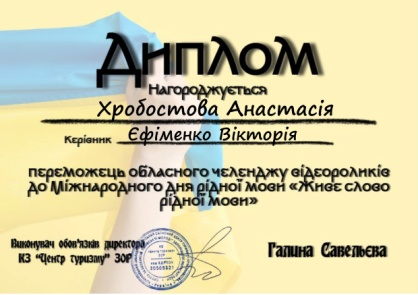 Диплом
Нагороджується
Хробостова Анастасія
Керівник Єфіменко Вікторія
переможець обласного челенджу відеороликів
до Міжнародного дня рідної мови «Живе слово
рідної мови»
Виконувач обов'язків директора
КЗ "Центр туризму" ЗОР
Галина Савельєва